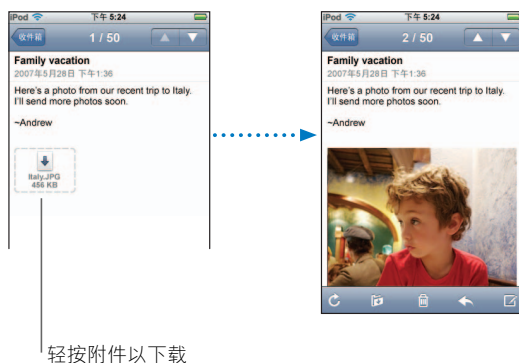 iPod 下午 5:24
收件箱 1 / 50
Family vacation
2007年5月28日 下午1:36
Here's a photo from our recent trip to Italy.
I'll send more photos soon.
~Andrew
Italy.JPG
456 KB
iPod 下午 5:24
收件箱 2 / 50
Family vacation
2007年5月28日 下午1:36
Here's a photo from our recent trip to Italy.
I'll send more photos soon.
~Andrew
轻按附件以下载